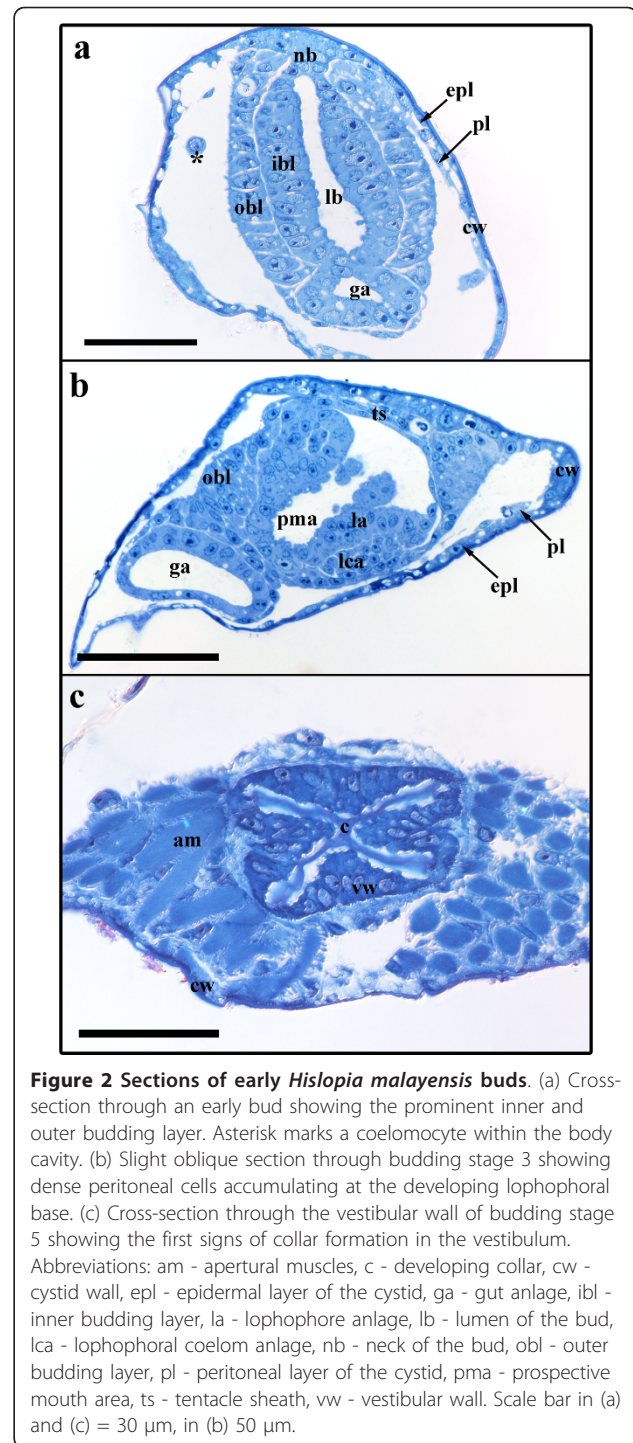 a
nb
epl
pl
*
ibl
obl
lb
cw
ga
b
ts
obl
cw
pma
la
pl
ga
lca
epl
c
am
c
vw
cw
Figure 2 Sections of early Hislopia malayensis buds. (a) Cross-
section through an early bud showing the prominent inner and
outer budding layer. Asterisk marks a coelomocyte within the body
cavity. (b) Slight oblique section through budding stage 3 showing
dense peritoneal cells accumulating at the developing lophophoral
base. (c) Cross-section through the vestibular wall of budding stage
5 showing the first signs of collar formation in the vestibulum.
Abbreviations: am - apertural muscles, c - developing collar, cw -
cystid wall, epl - epidermal layer of the cystid, ga - gut anlage, ibl -
inner budding layer, la - lophophore anlage, lb - lumen of the bud,
lca - lophophoral coelom anlage, nb - neck of the bud, obl - outer
budding layer, pl - peritoneal layer of the cystid, pma - prospective
mouth area, ts - tentacle sheath, vw - vestibular wall. Scale bar in (a)
and (c) = 30 μm, in (b) 50 μm.